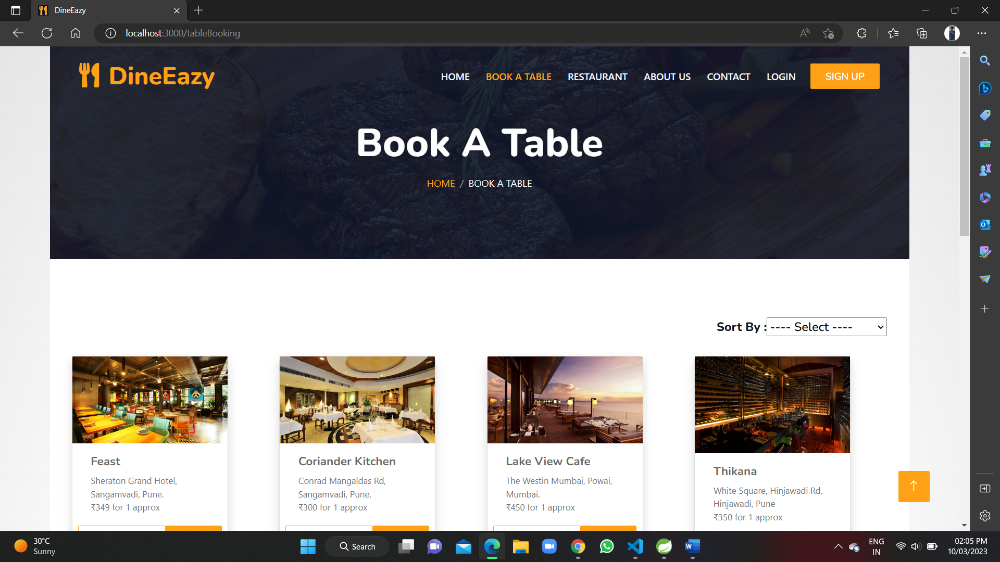 DineEazy
localhost:3000/tableBooking
DineEazy
HOME
BOOK A TABLE
RESTAURANT
ABOUT US
CONTACT
LOGIN
SIGN UP
Book A Table
HOME / BOOK A TABLE
Sort By : ---- Select ----
Feast
Sheraton Grand Hotel,
Sangamvadi, Pune.
₹349 for 1 approx
Coriander Kitchen
Conrad Mangaldas Rd,
Sangamvadi, Pune.
₹300 for 1 approx
Lake View Cafe
The Westin Mumbai, Powai,
Mumbai.
₹450 for 1 approx
Thikana
White Square, Hinjawadi Rd,
Hinjawadi, Pune
₹350 for 1 approx
30°C
Sunny
Search
ENG
IN
02:05 PM
10/03/2023